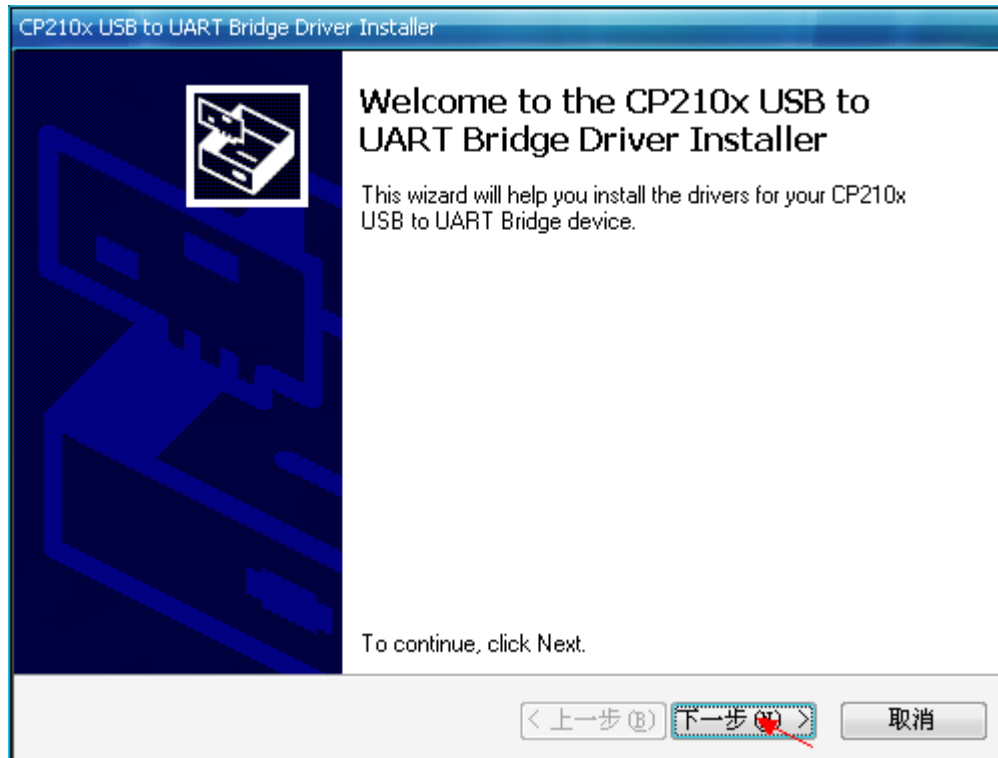 CP210x USB to UART Bridge Driver Installer
Welcome to the CP210x USB to
UART Bridge Driver Installer
This wizard will help you install the drivers for your CP210x
USB to UART Bridge device.
To continue, click Next.
< 上一步(B) 下一步(N) > 取消